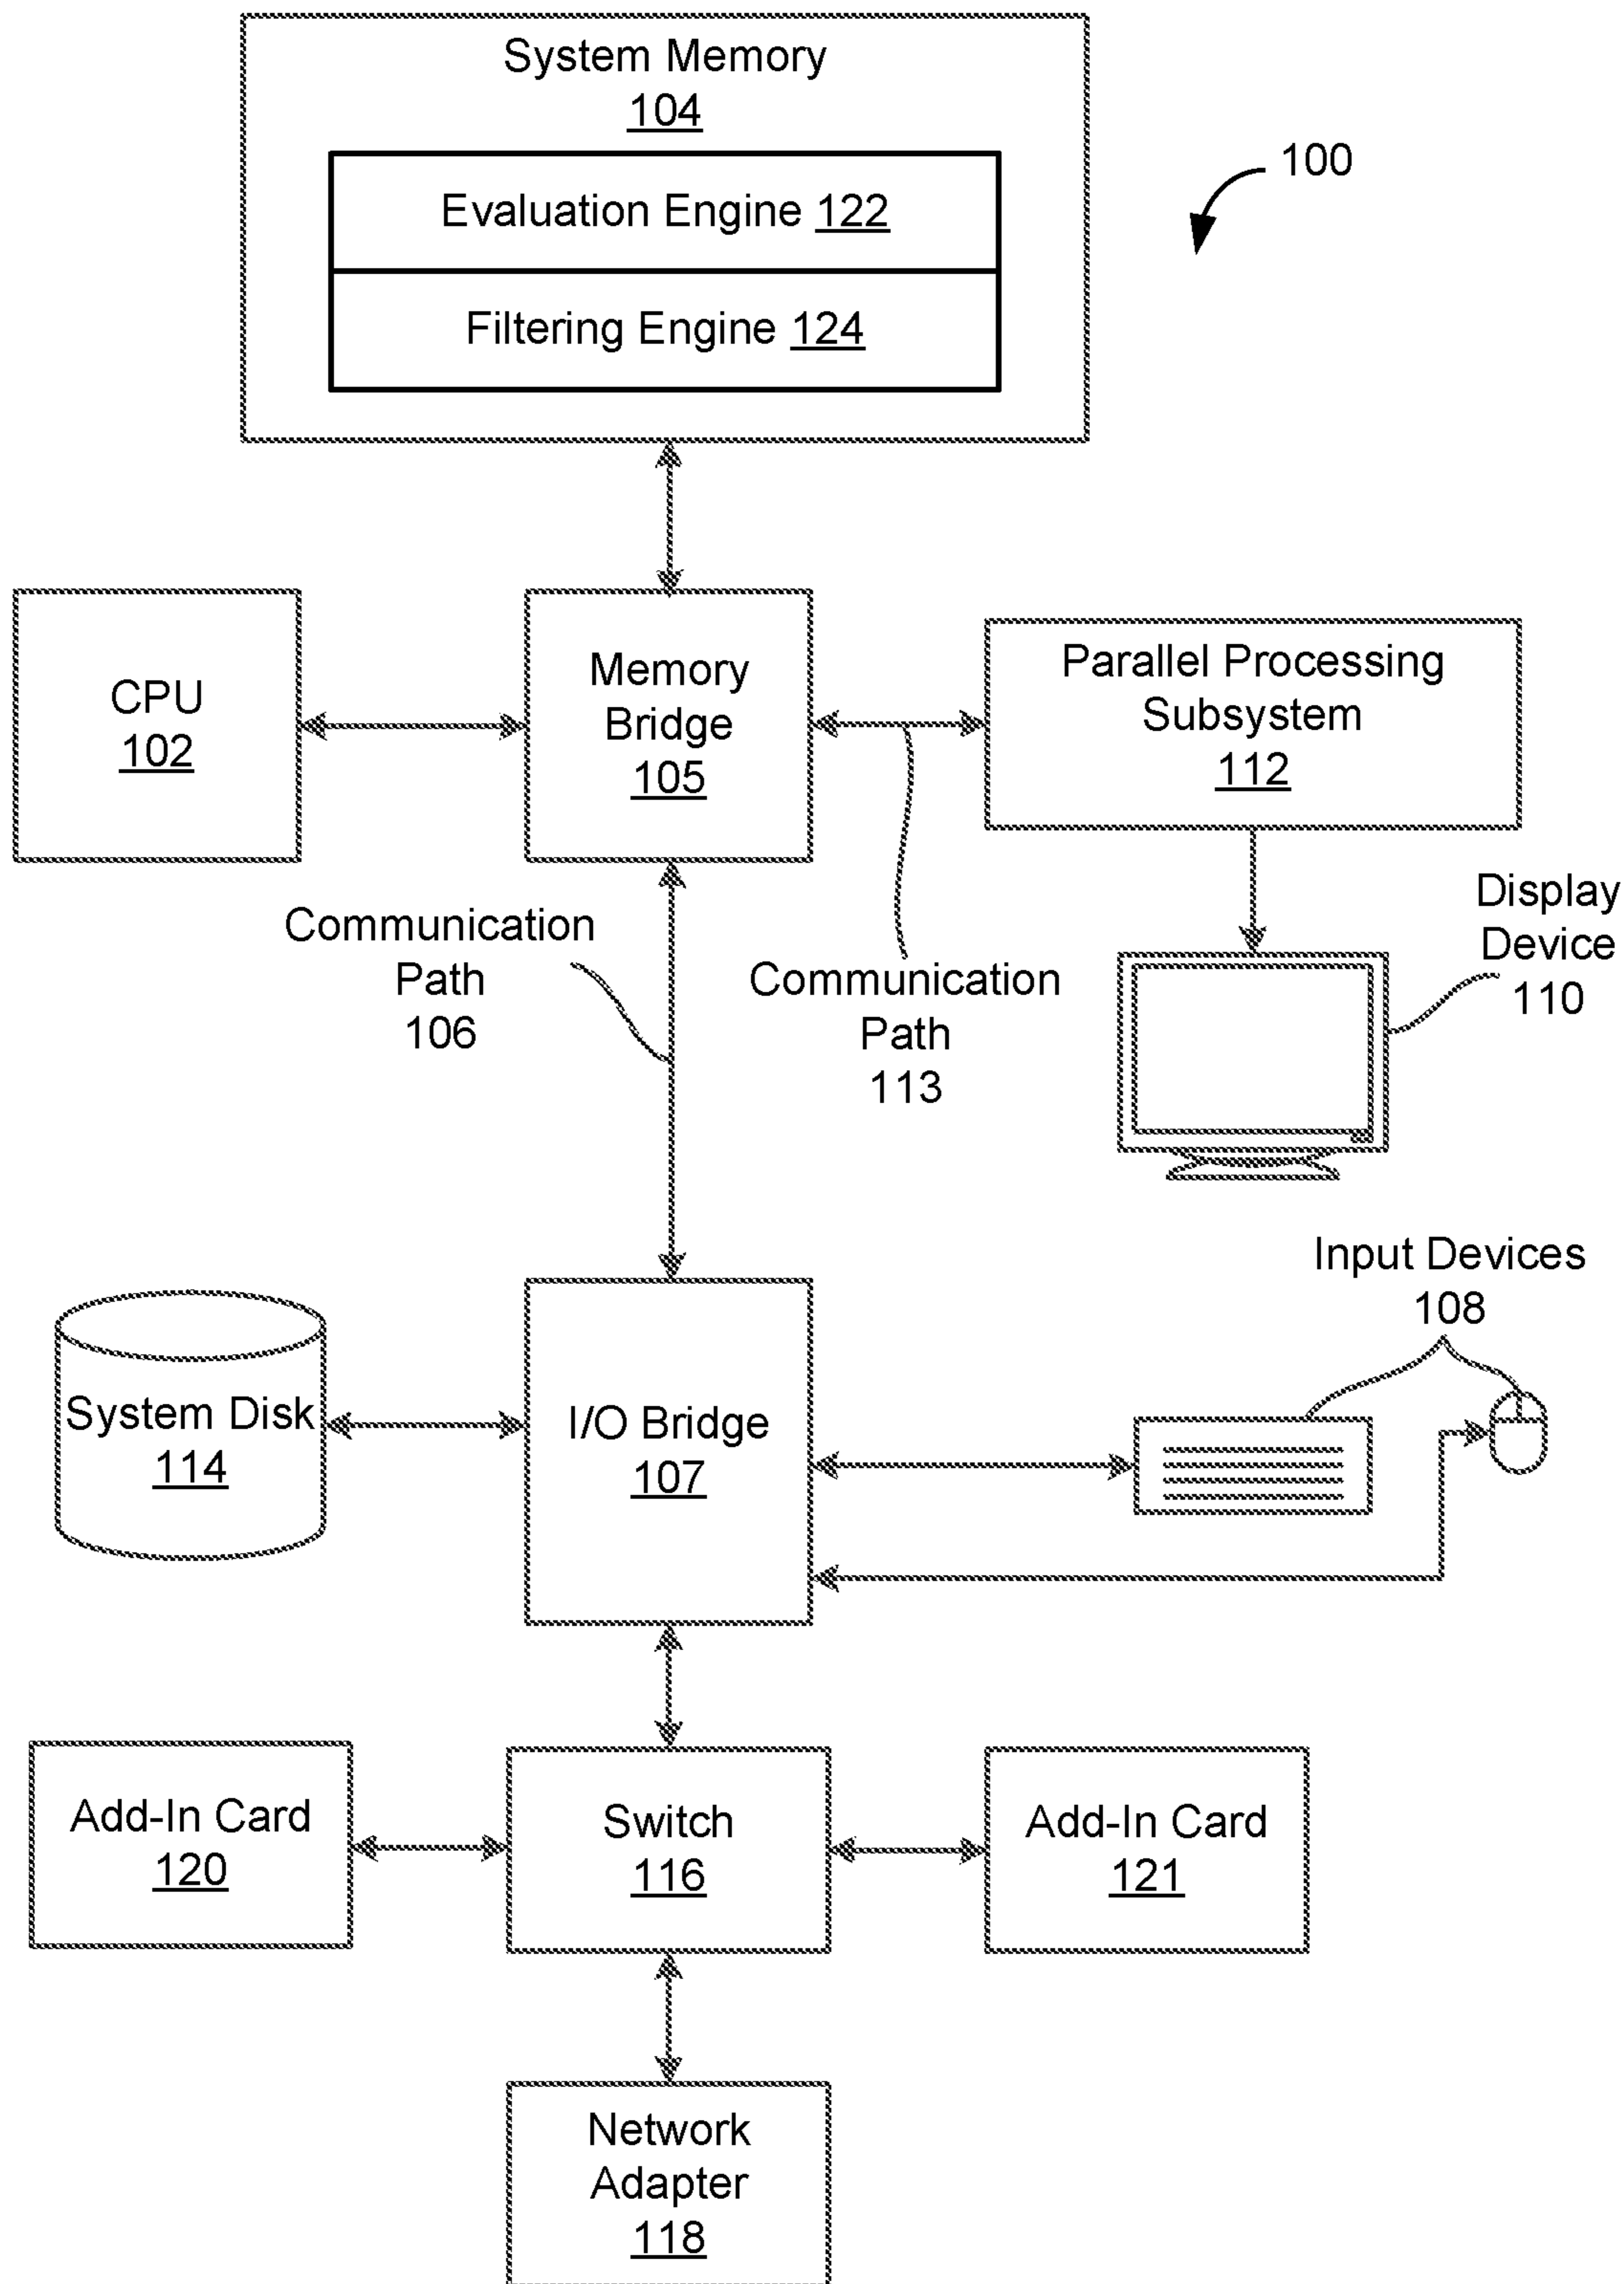 System Memory
104
Evaluation Engine 122
Filtering Engine 124
100
CPU
102
Memory
Bridge
105
Parallel Processing
Subsystem
112
Communication
Path
106
Communication
Path
113
Display
Device
110
Input Devices
108
System Disk
114
I/O Bridge
107
Add-In Card
120
Switch
116
Add-In Card
121
Network
Adapter
118